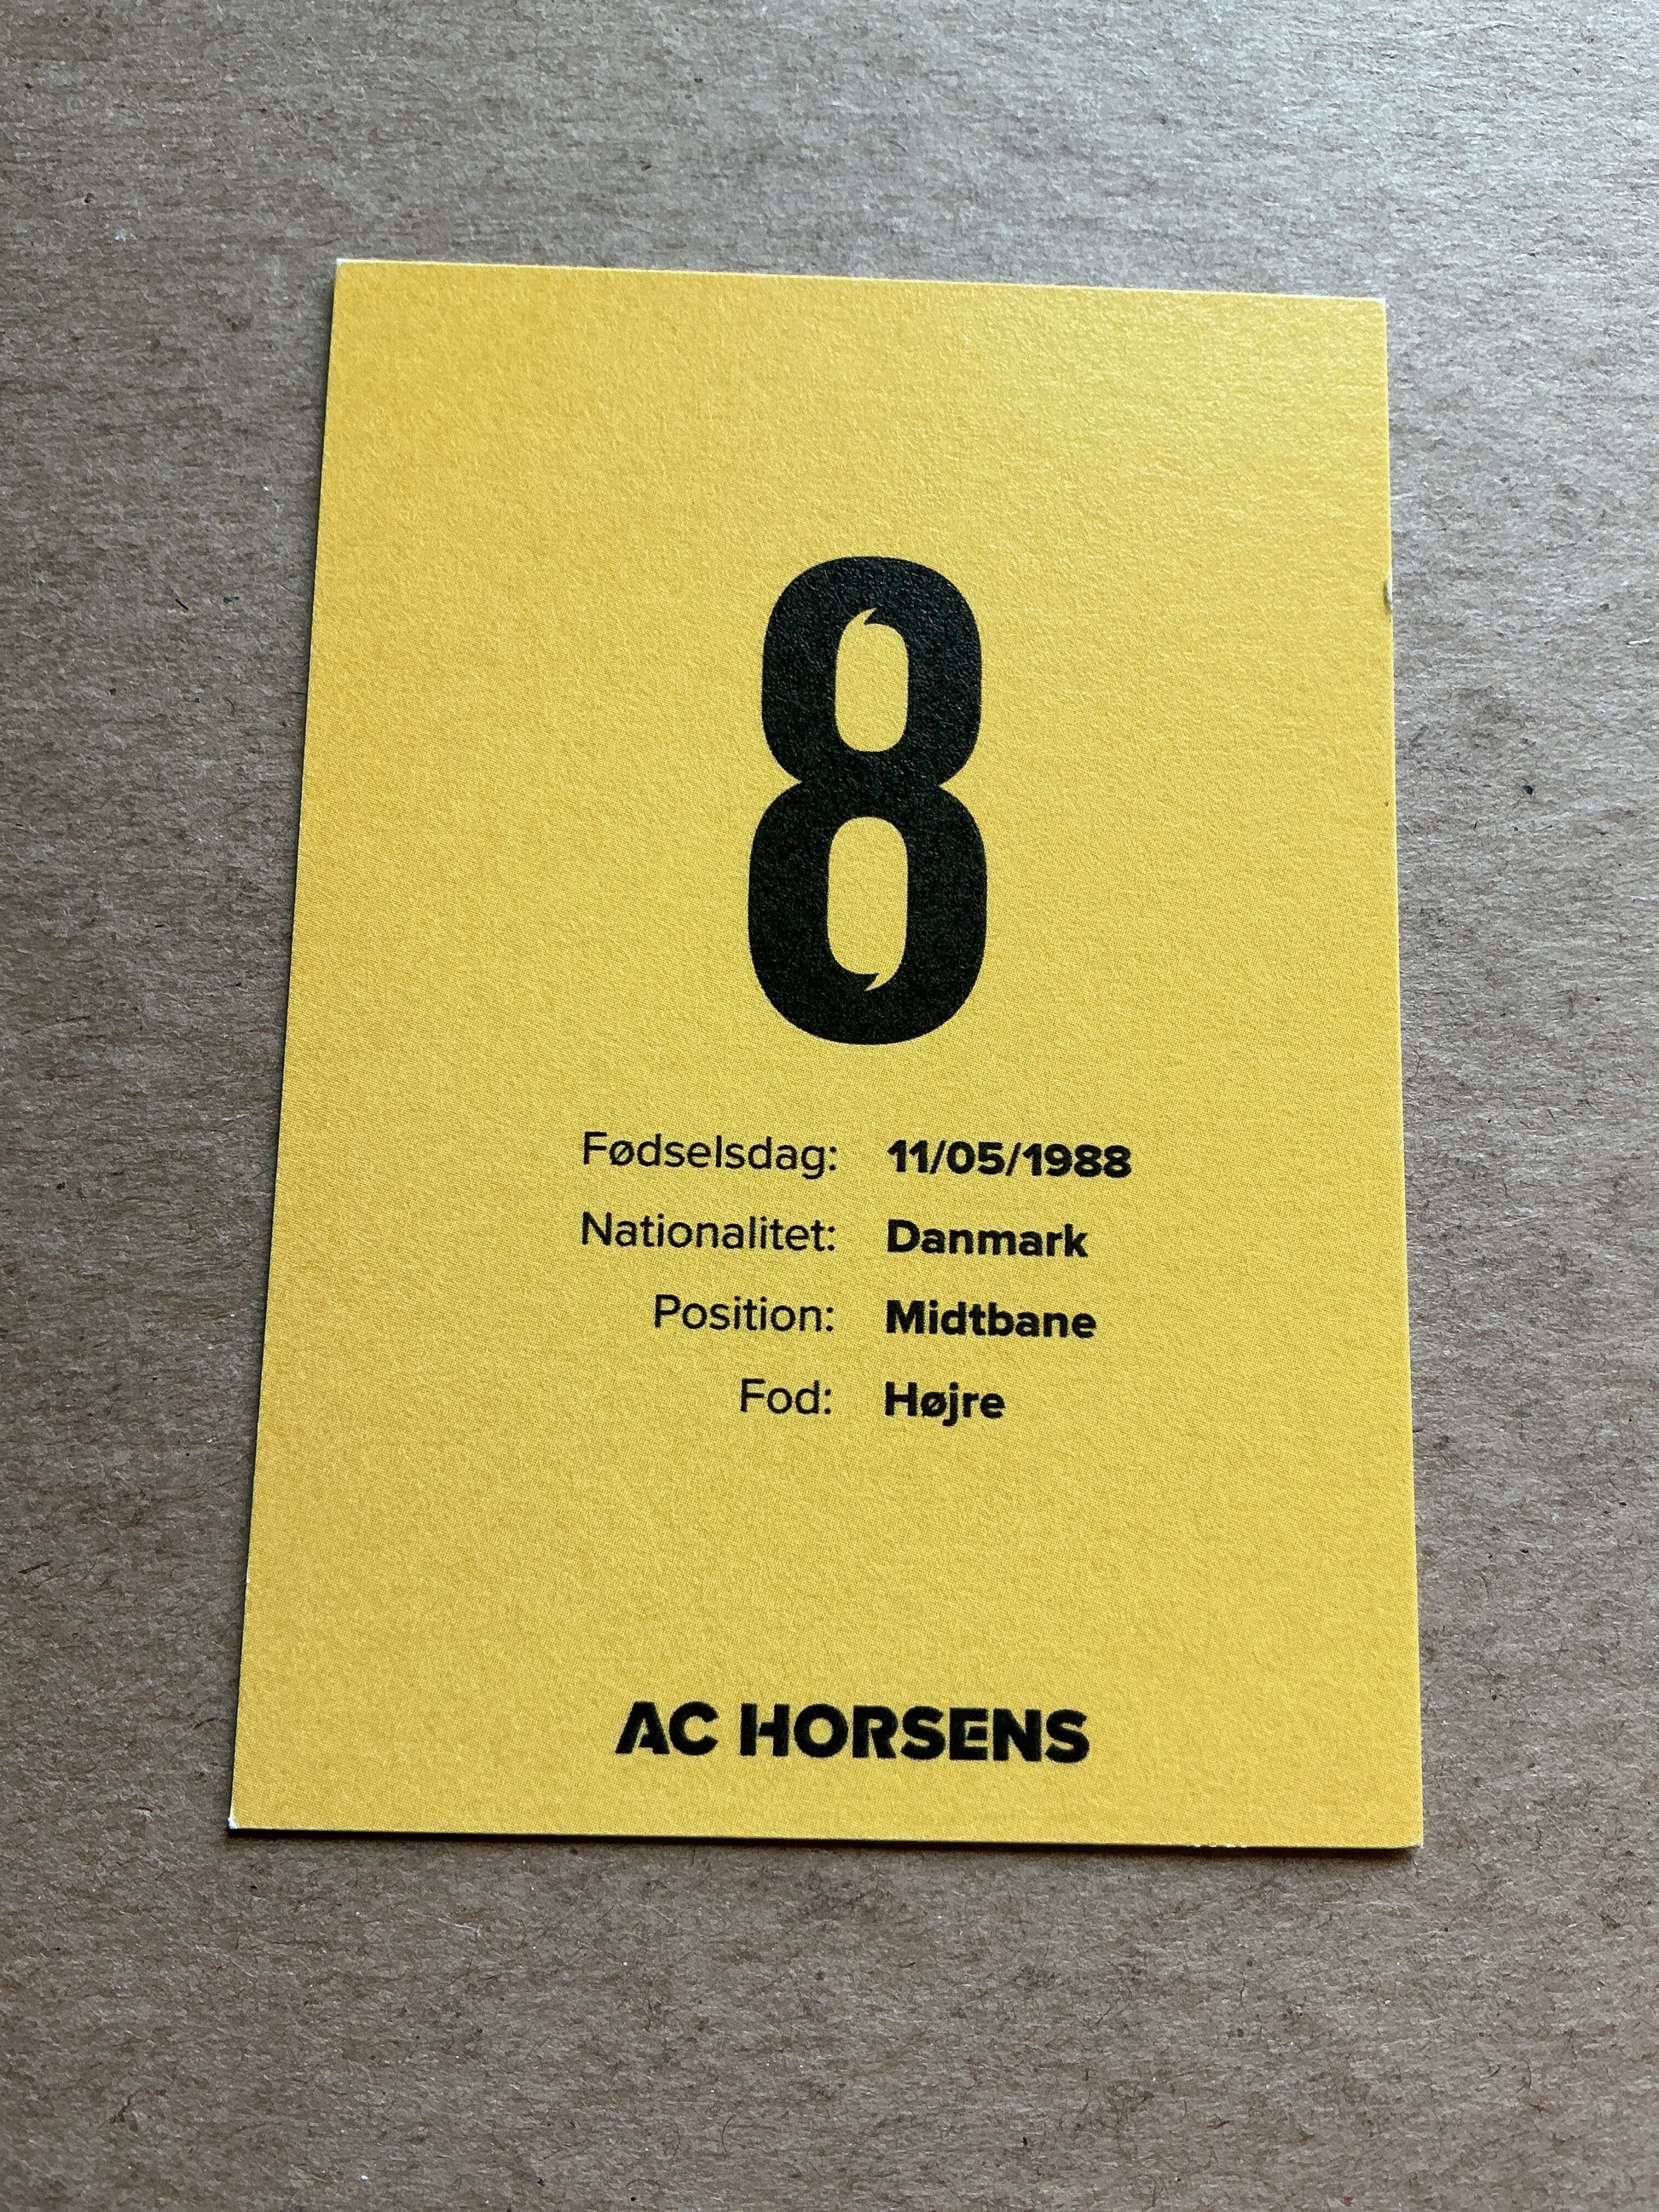 8
Fødselsdag: 11/05/1988
Nationalitet: Danmark
Position: Midtbane
Fod: Højre
AC HORSENS